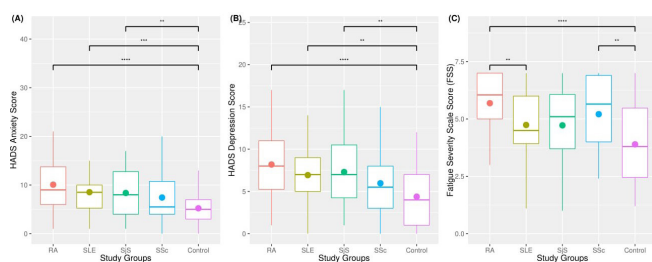 (A)
HADS Anxiety Score
40
30
20
10
0
**
***
****
RA SLE SjS SSc Control
Study Groups
(B)
HADS Depression Score
25
20
15
10
5
0
**
**
****
RA SLE SjS SSc Control
Study Groups
(C)
Fatigue Severity Scale Score (FSS)
7.5
5.0
2.5
0.0
****
**
**
RA SLE SjS SSc Control
Study Groups